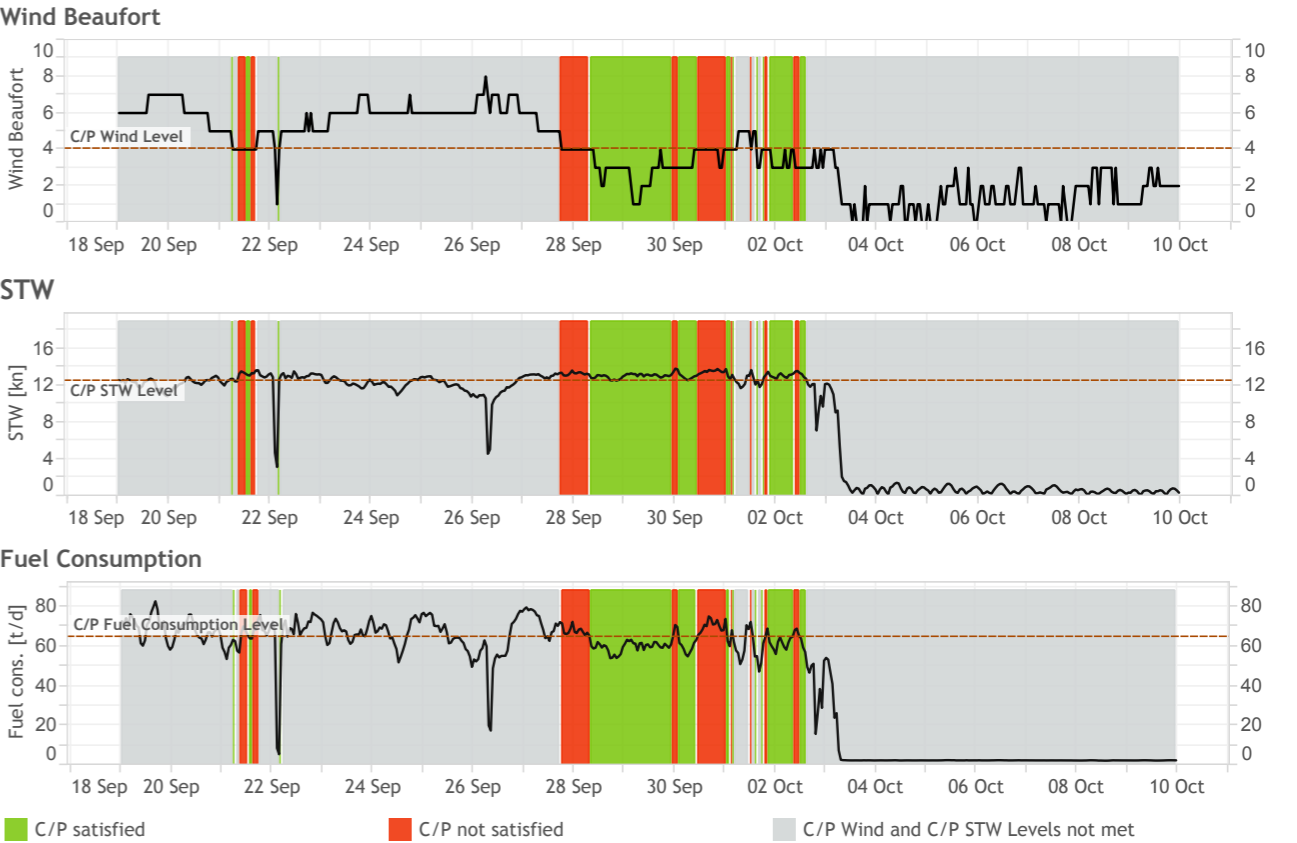 Wind Beaufort
Wind Beaufort
10 8 6 4 2 0
C/P Wind Level
10 8 6 4 2 0
18 Sep 20 Sep 22 Sep 24 Sep 26 Sep 28 Sep 30 Sep 02 Oct 04 Oct 06 Oct 08 Oct 10 Oct
STW
STW [kn]
16 12 8 4 0
C/P STW Level
16 12 8 4 0
18 Sep 20 Sep 22 Sep 24 Sep 26 Sep 28 Sep 30 Sep 02 Oct 04 Oct 06 Oct 08 Oct 10 Oct
Fuel Consumption
Fuel cons. [t/d]
80 60 40 20 0
C/P Fuel Consumption Level
80 60 40 20 0
18 Sep 20 Sep 22 Sep 24 Sep 26 Sep 28 Sep 30 Sep 02 Oct 04 Oct 06 Oct 08 Oct 10 Oct
C/P satisfied C/P not satisfied C/P Wind and C/P STW Levels not met